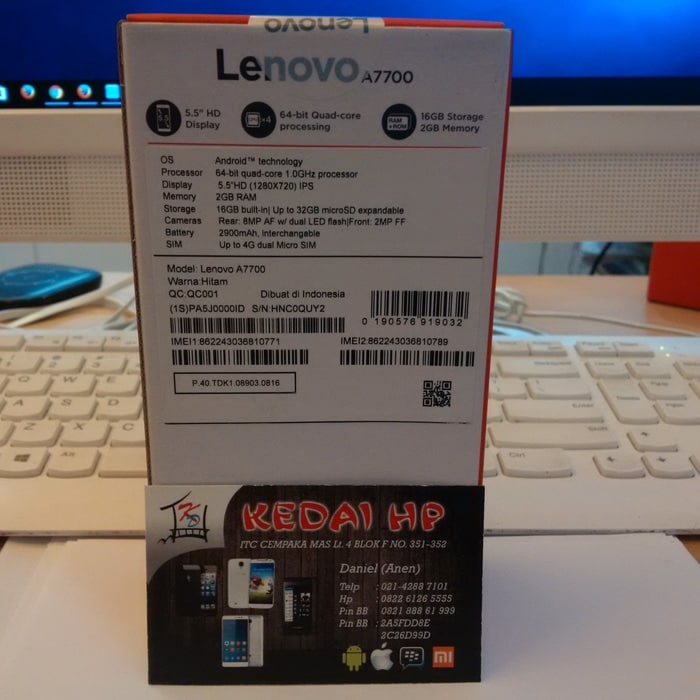 Lenovo
Lenovo A7700
5.5" HD Display
64-bit Quad-core processing
RAM +ROM
16GB Storage 2GB Memory
OS Android™ technology
Processor 64-bit quad-core 1.0GHz processor
Display 5.5"HD (1280X720) IPS
Memory 2GB RAM
Storage 16GB built-in| Up to 32GB microSD expandable
Cameras Rear: 8MP AF w/ dual LED flash|Front: 2MP FF
Battery 2900mAh, interchangable
SIM Up to 4G dual Micro SIM
Model: Lenovo A7700
Warna:Hitam
QC:QC001 Dibuat di Indonesia
(1S)PA5J0000ID S/N:HNC0QUY2
0 190576 919032
IMEI1:862243036810771 IMEI2:862243036810789
P.40.TDK1.08903.0816
KEDAI HP
ITC CEMPAKA MAS Lt. 4 BLOK F NO. 351-352
Daniel (Anen)
Telp : 021-4288 7101
Hp : 0822 6126 5555
Pin BB : 0821 888 61 999
Pin BB : 2A5FDD8E
2C26D99D